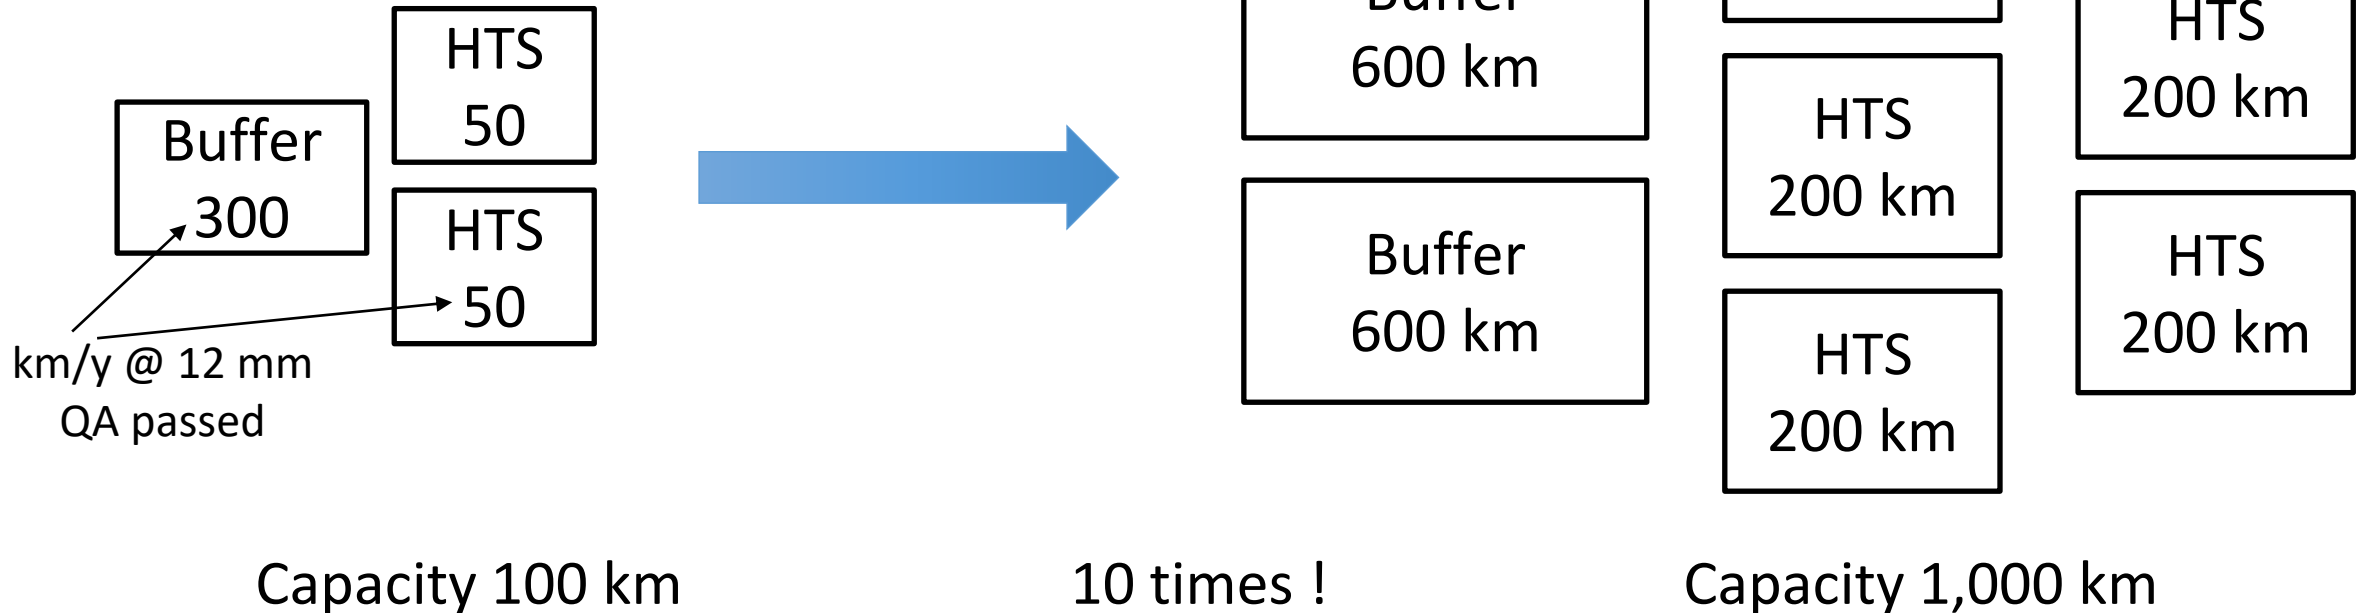 HTS
50
Buffer
300
HTS
50
km/y @ 12 mm
QA passed
Buffer
600 km
Buffer
600 km
HTS
200 km
HTS
200 km
HTS
200 km
HTS
200 km
Capacity 100 km
10 times !
Capacity 1,000 km